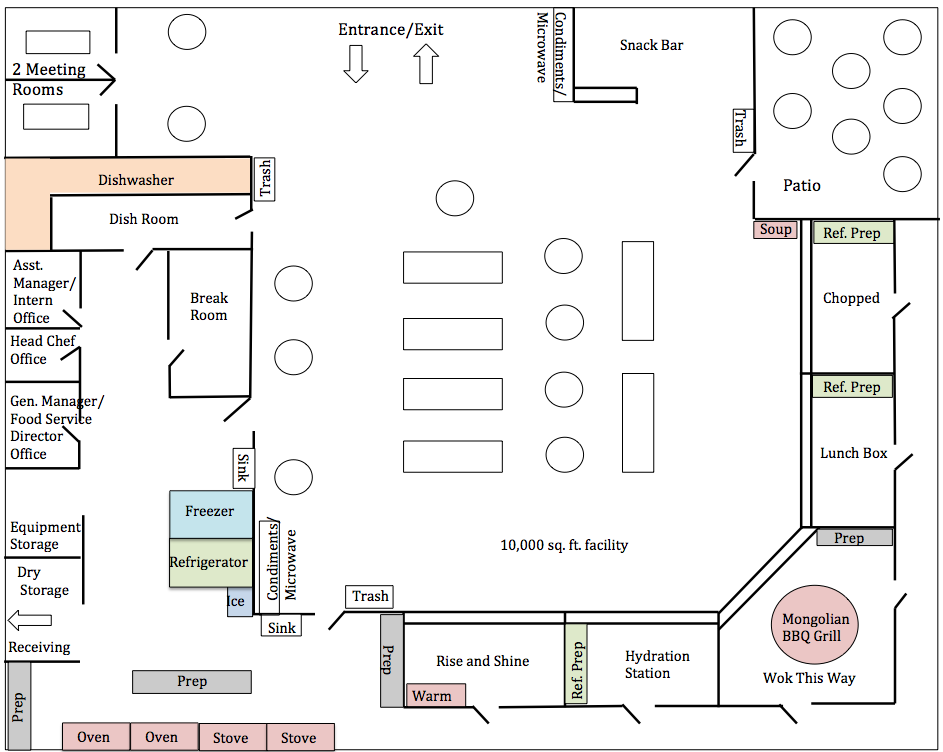 Entrance/Exit
Condiments/
Microwave
Snack Bar
2 Meeting
Rooms
Trash
Patio
Dishwasher
Trash
Dish Room
Soup
Ref. Prep
Asst.
Manager/
Intern
Office
Break
Room
Chopped
Head Chef
Office
Ref. Prep
Gen. Manager/
Food Service
Director
Office
Lunch Box
Sink
Freezer
Equipment
Storage
Condiments/
Microwave
10,000 sq. ft. facility
Prep
Refrigerator
Dry
Storage
Ice
Trash
Sink
Mongolian
BBQ Grill
Receiving
Prep
Rise and Shine
Ref. Prep
Hydration
Station
Wok This Way
Prep
Prep
Warm
Oven
Oven
Stove
Stove